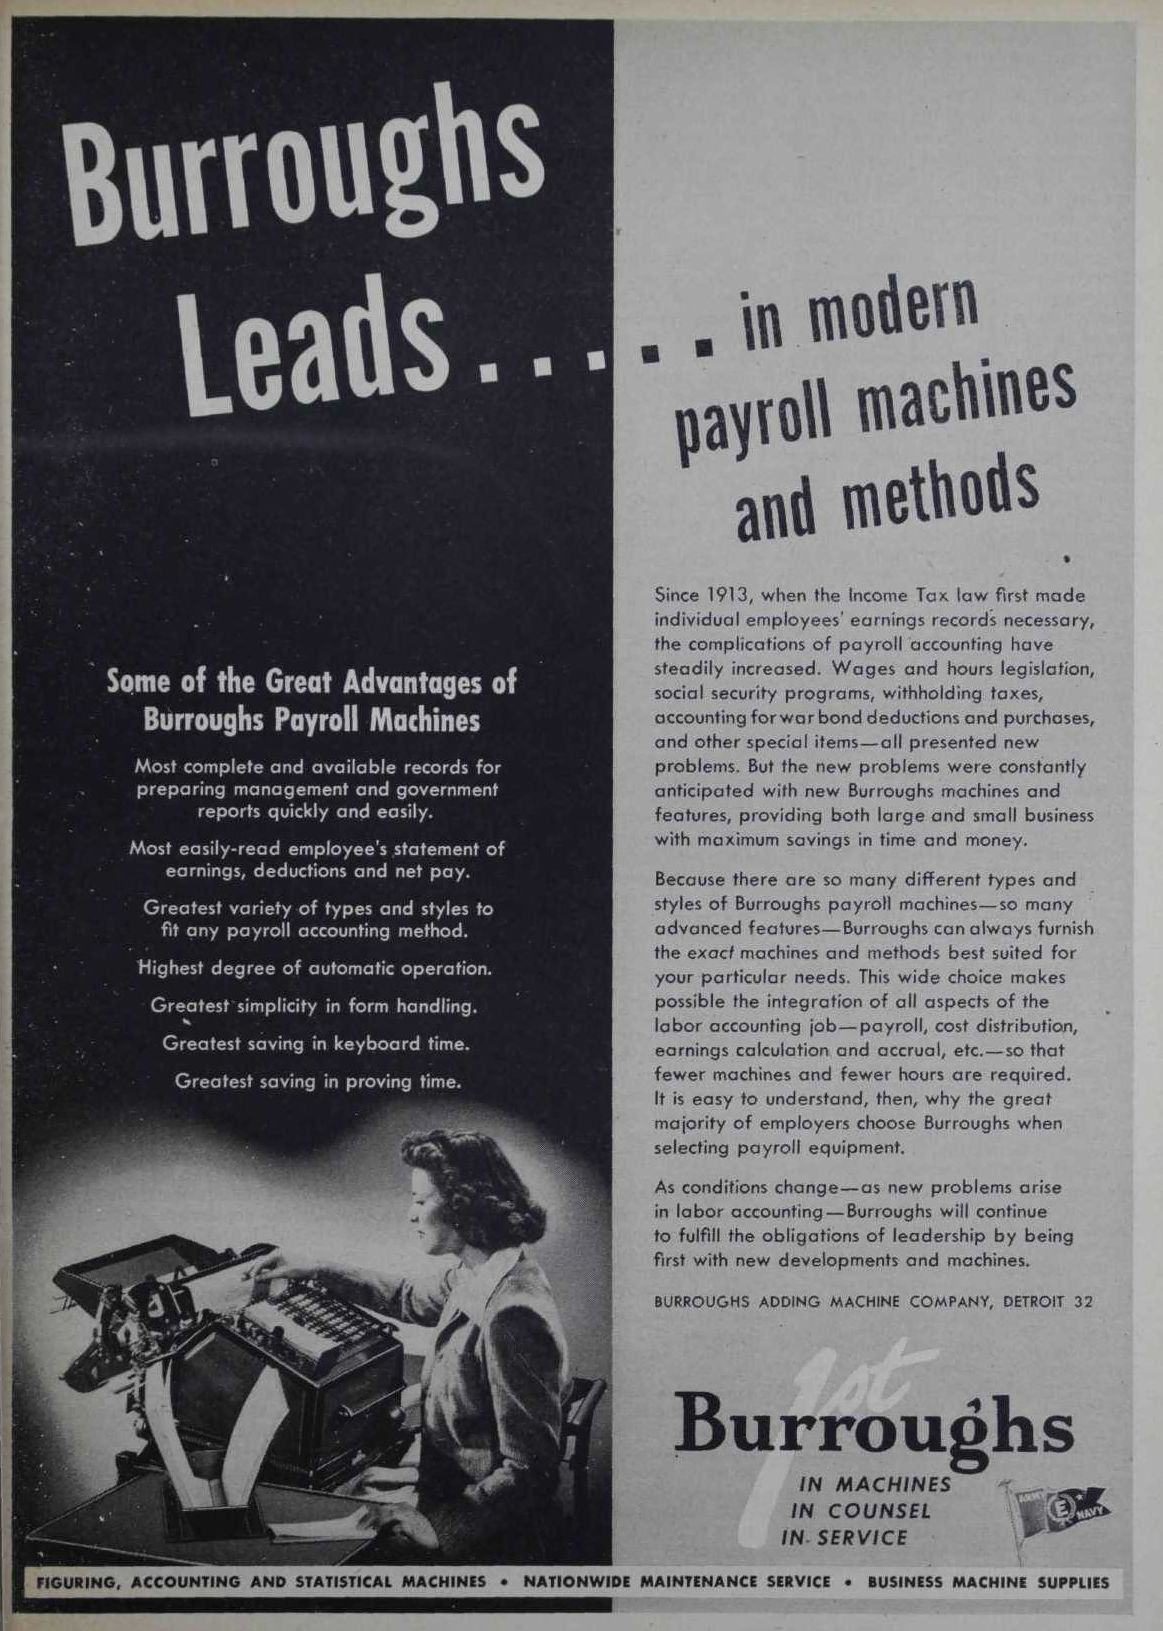 Burroughs
Leads . . . . . in modern
payroll machines
and methods
Some of the Great Advantages of
Burroughs Payroll Machines
Most complete and available records for
preparing management and government
reports quickly and easily.
Most easily-read employee's statement of
earnings, deductions and net pay.
Greatest variety of types and styles to
fit any payroll accounting method.
Highest degree of automatic operation.
Greatest simplicity in form handling.
Greatest saving in keyboard time.
Greatest saving in proving time.
Since 1913, when the Income Tax law first made
individual employees' earnings records necessary,
the complications of payroll accounting have
steadily increased. Wages and hours legislation,
social security programs, withholding taxes,
accounting for war bond deductions and purchases,
and other special items—all presented new
problems. But the new problems were constantly
anticipated with new Burroughs machines and
features, providing both large and small business
with maximum savings in time and money.
Because there are so many different types and
styles of Burroughs payroll machines—so many
advanced features—Burroughs can always furnish
the exact machines and methods best suited for
your particular needs. This wide choice makes
possible the integration of all aspects of the
labor accounting job—payroll, cost distribution,
earnings calculation and accrual, etc.—so that
fewer machines and fewer hours are required.
It is easy to understand, then, why the great
majority of employers choose Burroughs when
selecting payroll equipment.
As conditions change—as new problems arise
in labor accounting—Burroughs will continue
to fulfill the obligations of leadership by being
first with new developments and machines.
BURROUGHS ADDING MACHINE COMPANY, DETROIT 32
1st
Burroughs
IN MACHINES
IN COUNSEL
IN SERVICE
ARMY E NAVY
FIGURING, ACCOUNTING AND STATISTICAL MACHINES • NATIONWIDE MAINTENANCE SERVICE • BUSINESS MACHINE SUPPLIES